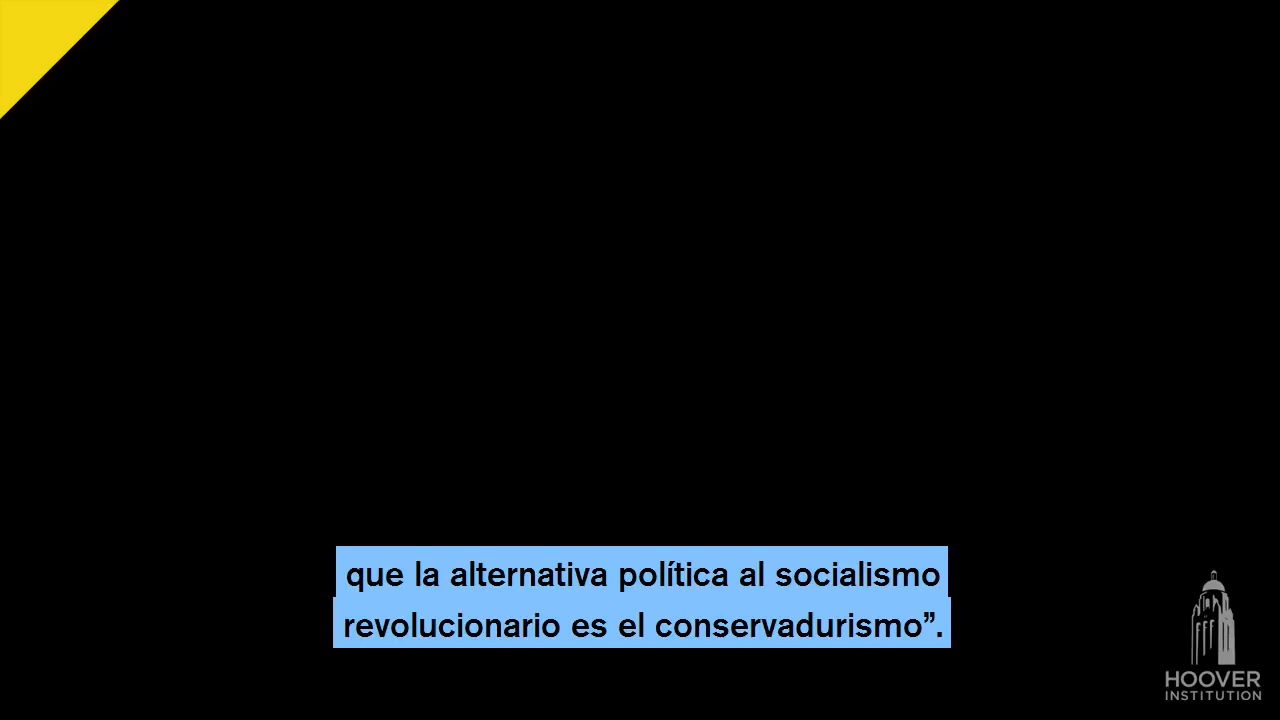 que la alternativa política al socialismo
revolucionario es el conservadurismo”.
HOOVER
INSTITUTION